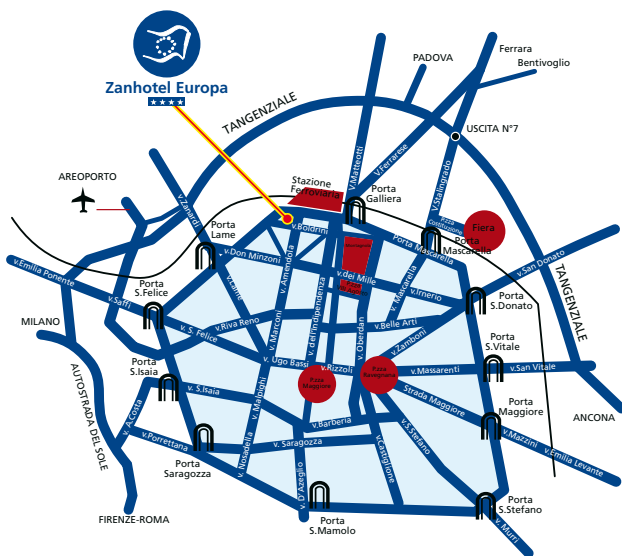 Zanhotel Europa
TANGENZIALE
PADOVA
Ferrara
Bentivoglio
USCITA N°7
AREOPORTO
v.Matteotti
v.Ferrarese
v.Stalingrado
Stazione
Ferroviaria
Porta
Galliera
v.Zanardi
Porta
Lame
v.Boldrini
P.zza
Costituzione
Fiera
Porta Mascarella
Porta
Mascarella
v.Don Minzoni
v. Amendola
v.dei Mille
v.Mascarella
v.Irnerio
v.San Donato
TANGENZIALE
v.Emilia Ponente
v.Saffi
Porta
S.Felice
v.Lame
Porta
S.Donato
MILANO
v. S. Felice
v.Riva Reno
v. Marconi
v. dell'indipendenza
v. Oberdan
v.Belle Arti
v.Zamboni
Porta
S.Vitale
v. Ugo Bassi
v.Rizzoli
P.zza
Maggiore
P.zza
Ravegnana
v.Massarenti
v.San Vitale
AUTOSTRADA DEL SOLE
Porta
S.Isaia
v. S.Isaia
v. Malpighi
Strada Maggiore
Porta
Maggiore
ANCONA
v. A.Costa
v.Porrettana
v.Barberia
v. Saragozza
v.S.Stefano
v.Mazzini
v.Emilia Levante
Porta
Saragozza
v. Nosadella
v. D'Azeglio
v.Castiglione
FIRENZE-ROMA
Porta
S.Mamolo
Porta
S.Stefano
v. Murri